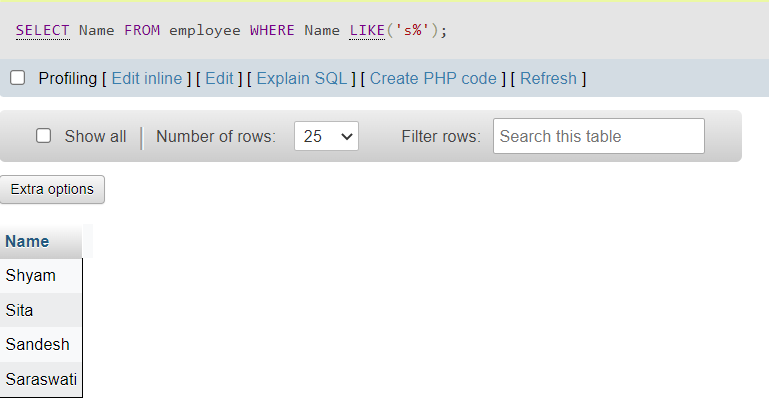 SELECT Name FROM employee WHERE Name LIKE('s%');
Profiling [ Edit inline ] [ Edit ] [ Explain SQL ] [ Create PHP code ] [ Refresh ]
Show all | Number of rows: 25 Filter rows: Search this table
Extra options
Name
Shyam
Sita
Sandesh
Saraswati